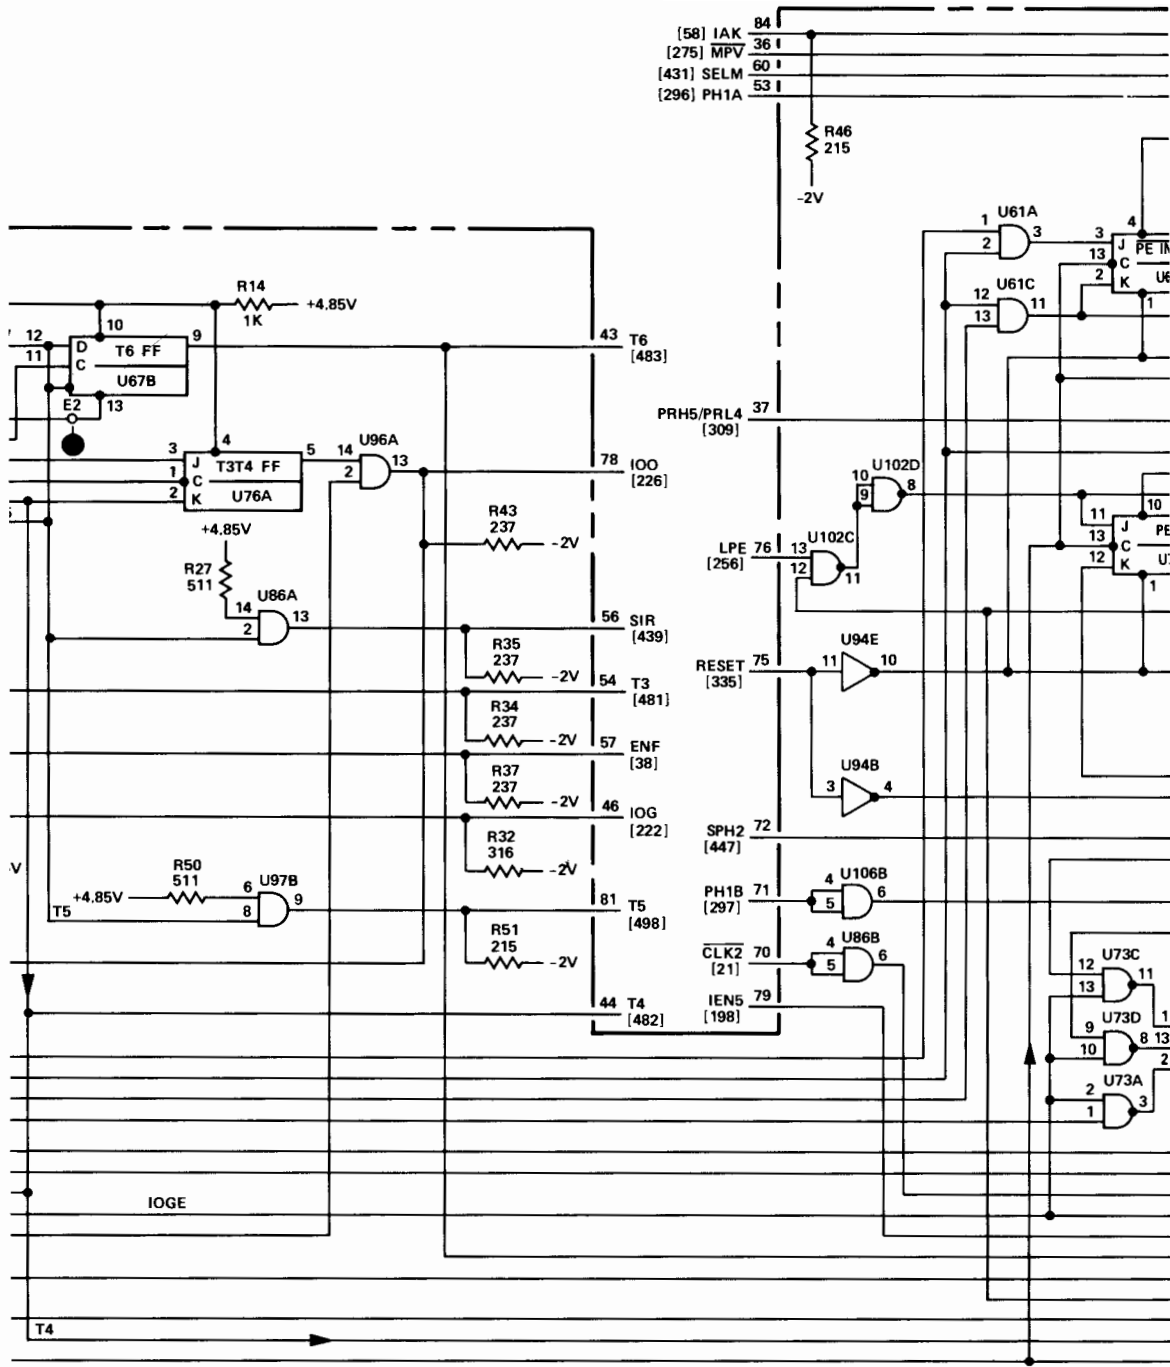 [58] IAK 84
[275] MPV 36
[431] SELM 60
[296] PH1A 53
R46
215
-2V
U61A
1
2
3
3
J
4
PE IN
13
C
2
K
1
U61C
12
13
11
R14
1K
+4.85V
12
D
10
T6 FF
9
11
C
U67B
13
E2
43 T6
[483]
PRH5/PRL4 37
[309]
3
J
4
T3T4 FF
5
1
C
2
K
U76A
U96A
14
2
13
78 IOO
[226]
R43
237
-2V
U102D
10
9
8
U102C
LPE 76
[256]
13
12
11
11
J
10
PE
13
C
12
K
1
+4.85V
R27
511
U86A
14
2
13
56 SIR
[439]
R35
237
-2V
54 T3
[481]
R34
237
-2V
57 ENF
[38]
R37
237
-2V
46 IOG
[222]
R32
316
-2V
RESET 75
[335]
U94E
11
10
U94B
3
4
SPH2 72
[447]
R50
511
+4.85V
U97B
6
8
9
T5
81 T5
[498]
R51
215
-2V
PH1B 71
[297]
U106B
4
5
6
CLK2 70
[21]
U86B
4
5
6
44 T4
[482]
IEN5 79
[198]
U73C
12
13
11
U73D
9
10
8
13
U73A
2
1
3
1
2
IOGE
T4